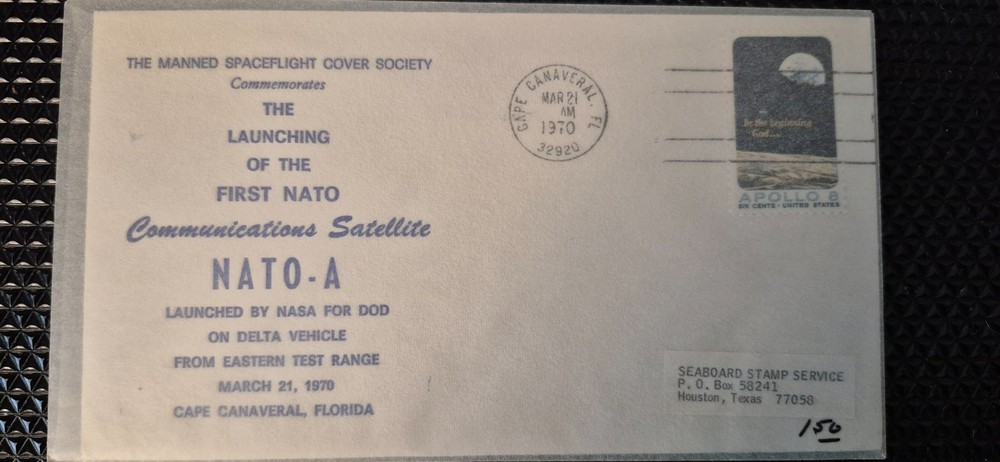 THE MANNED SPACEFLIGHT COVER SOCIETY
Commemorates
THE
LAUNCHING
OF THE
FIRST NATO
Communications Satellite
NATO-A
LAUNCHED BY NASA FOR DOD
ON DELTA VEHICLE
FROM EASTERN TEST RANGE
MARCH 21, 1970
CAPE CANAVERAL, FLORIDA
CAPE CANAVERAL, FL
MAR 21
AM
1970
32920
In the beginning
God...
APOLLO 8
SIX CENTS · UNITED STATES
SEABOARD STAMP SERVICE
P. O. Box 58241
Houston, Texas 77058
150